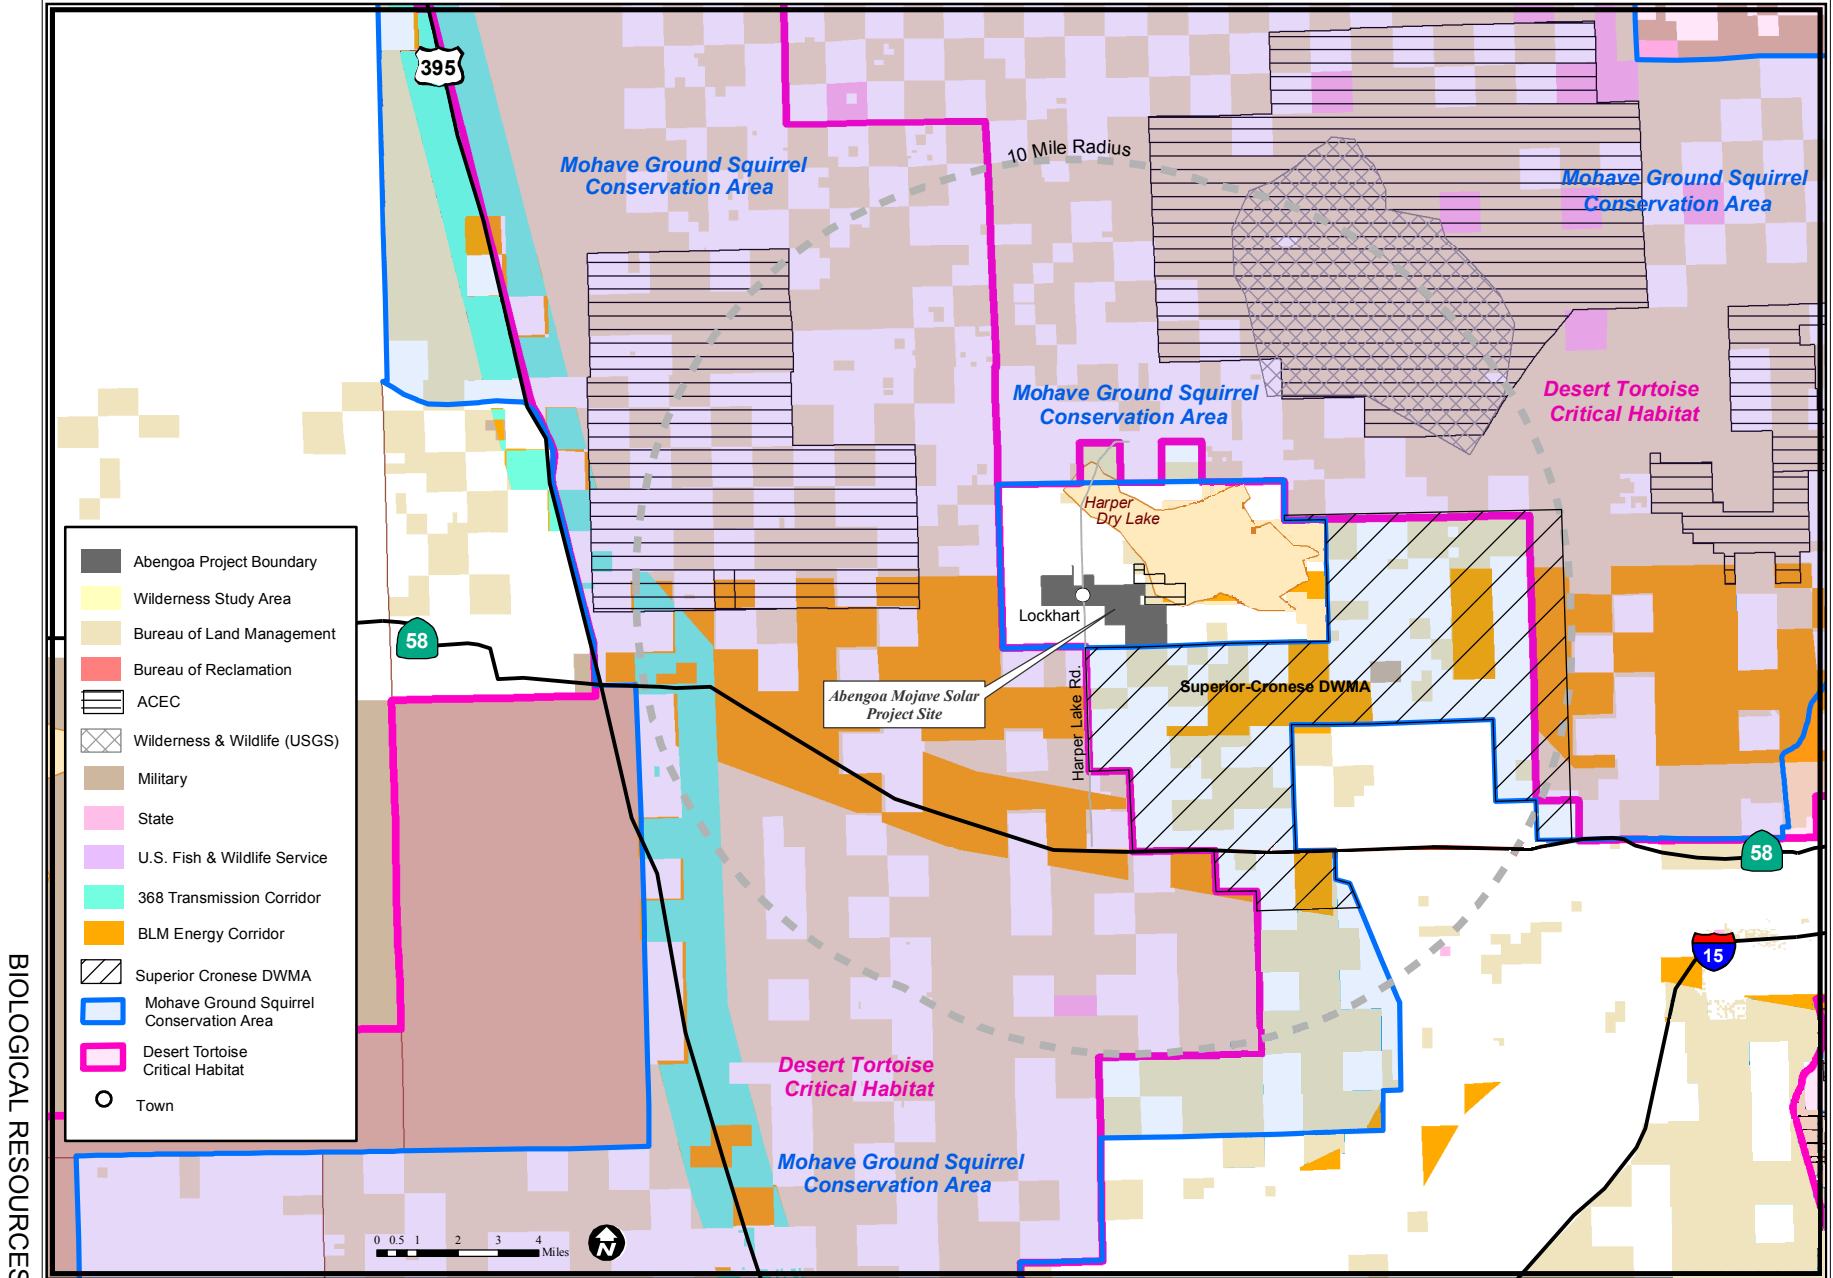 395
10 Mile Radius
Mohave Ground Squirrel
Conservation Area
Mohave Ground Squirrel
Conservation Area
Mohave Ground Squirrel
Conservation Area
Desert Tortoise
Critical Habitat
Harper
Dry Lake
Lockhart
58
Abengoa Mojave Solar
Project Site
Harper Lake Rd.
Superior-Cronese DWMA
58
15
Abengoa Project Boundary
Wilderness Study Area
Bureau of Land Management
Bureau of Reclamation
ACEC
Wilderness & Wildlife (USGS)
Military
State
U.S. Fish & Wildlife Service
368 Transmission Corridor
BLM Energy Corridor
Superior Cronese DWMA
Mohave Ground Squirrel
Conservation Area
Desert Tortoise
Critical Habitat
Town
Desert Tortoise
Critical Habitat
Mohave Ground Squirrel
Conservation Area
0 0.5 1 2 3 4
Miles
N
BIOLOGICAL RESOURCES